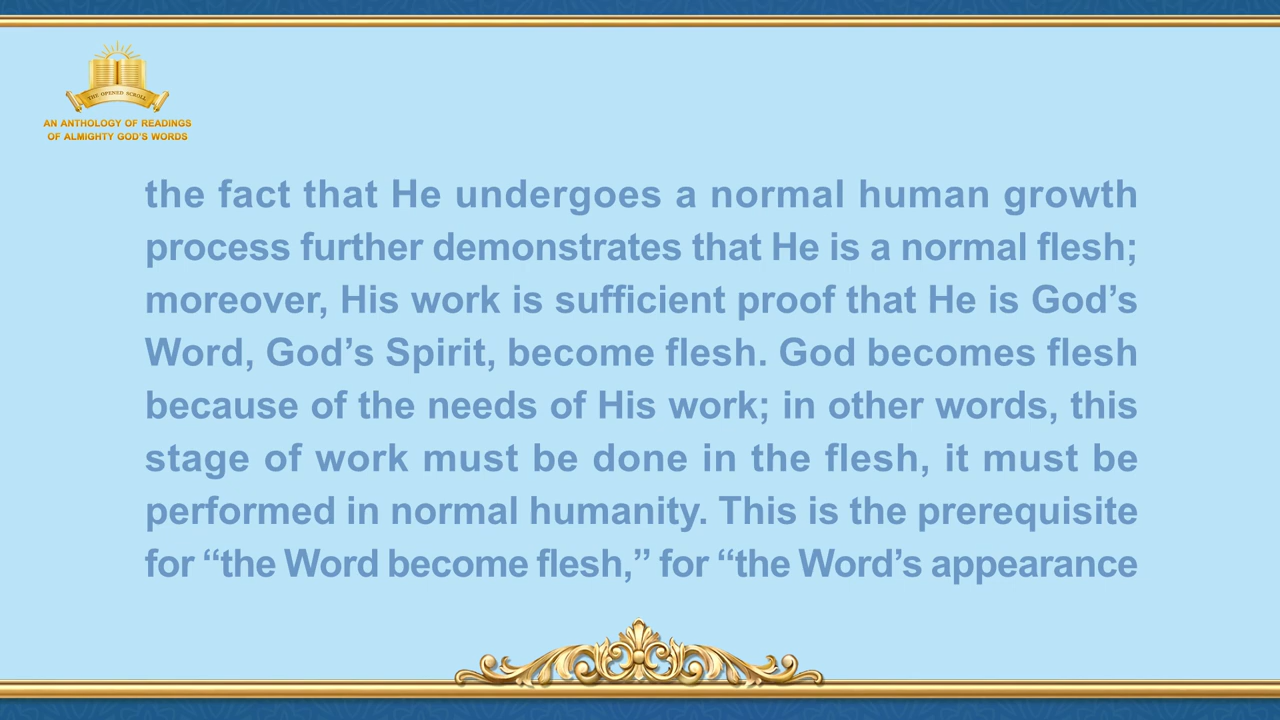 THE OPENED SCROLL
AN ANTHOLOGY OF READINGS
OF ALMIGHTY GOD'S WORDS
the fact that He undergoes a normal human growth
process further demonstrates that He is a normal flesh;
moreover, His work is sufficient proof that He is God’s
Word, God’s Spirit, become flesh. God becomes flesh
because of the needs of His work; in other words, this
stage of work must be done in the flesh, it must be
performed in normal humanity. This is the prerequisite
for “the Word become flesh,” for “the Word’s appearance